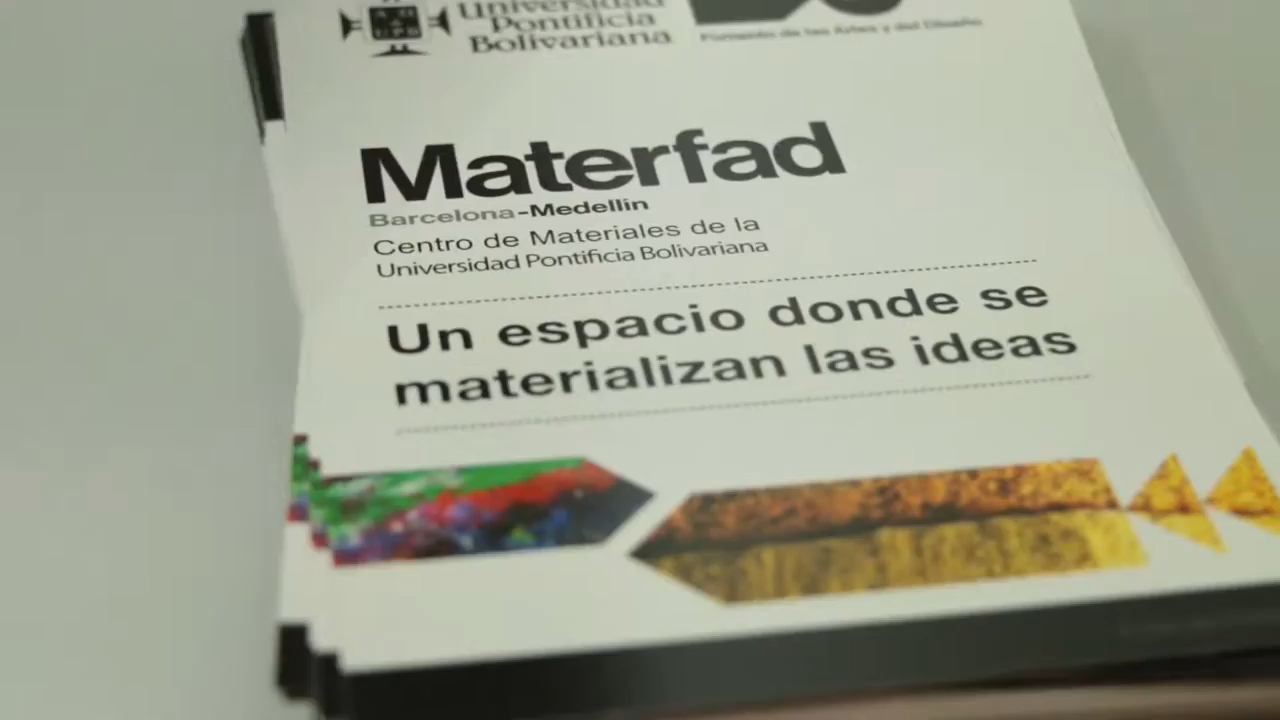 Universidad
Pontificia
Bolivariana
Fomento de las Artes y del Diseño
Materfad
Barcelona-Medellin
Centro de Materiales de la
Universidad Pontificia Bolivariana
Un espacio donde se
materializan las ideas